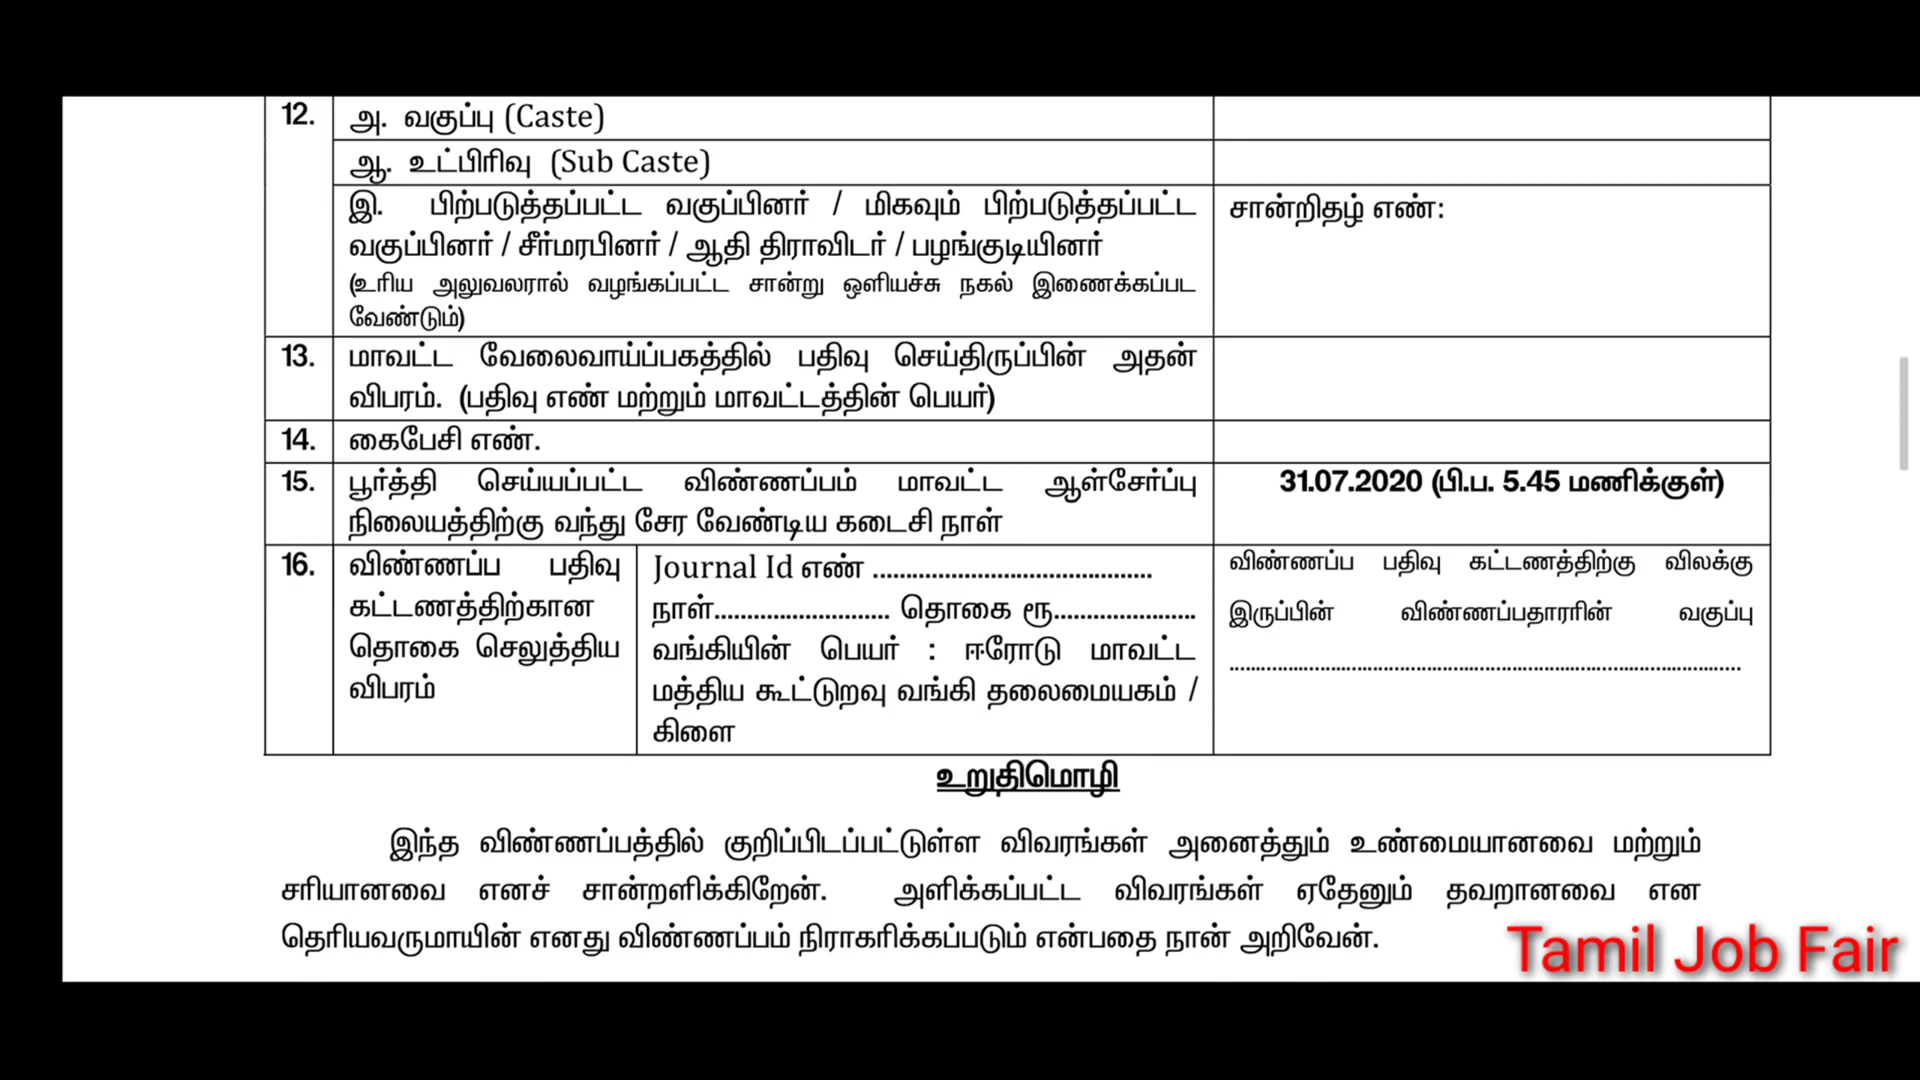 12. அ. வகுப்பு (Caste)
ஆ. உட்பிரிவு (Sub Caste)
இ. பிற்படுத்தப்பட்ட வகுப்பினர் / மிகவும் பிற்படுத்தப்பட்ட
வகுப்பினர் / சீர்மரபினர் / ஆதி திராவிடர் / பழங்குடியினர்
(உரிய அலுவலரால் வழங்கப்பட்ட சான்று ஒளியச்சு நகல் இணைக்கப்பட
வேண்டும்)
சான்றிதழ் எண்:
13. மாவட்ட வேலைவாய்ப்பகத்தில் பதிவு செய்திருப்பின் அதன்
விபரம். (பதிவு எண் மற்றும் மாவட்டத்தின் பெயர்)
14. கைபேசி எண்.
15. பூர்த்தி செய்யப்பட்ட விண்ணப்பம் மாவட்ட ஆள்சேர்ப்பு
நிலையத்திற்கு வந்து சேர வேண்டிய கடைசி நாள்
31.07.2020 (பி.ப. 5.45 மணிக்குள்)
16. விண்ணப்ப பதிவு
கட்டணத்திற்கான
தொகை செலுத்திய
விபரம்
Journal Id எண் ..........................................
நாள்.......................... தொகை ரூ.....................
வங்கியின் பெயர் : ஈரோடு மாவட்ட
மத்திய கூட்டுறவு வங்கி தலைமையகம் /
கிளை
விண்ணப்ப பதிவு கட்டணத்திற்கு விலக்கு
இருப்பின் விண்ணப்பதாரரின் வகுப்பு
..............................................................................
உறுதிமொழி
இந்த விண்ணப்பத்தில் குறிப்பிடப்பட்டுள்ள விவரங்கள் அனைத்தும் உண்மையானவை மற்றும்
சரியானவை எனச் சான்றளிக்கிறேன். அளிக்கப்பட்ட விவரங்கள் ஏதேனும் தவறானவை என
தெரியவருமாயின் எனது விண்ணப்பம் நிராகரிக்கப்படும் என்பதை நான் அறிவேன்.
Tamil Job Fair